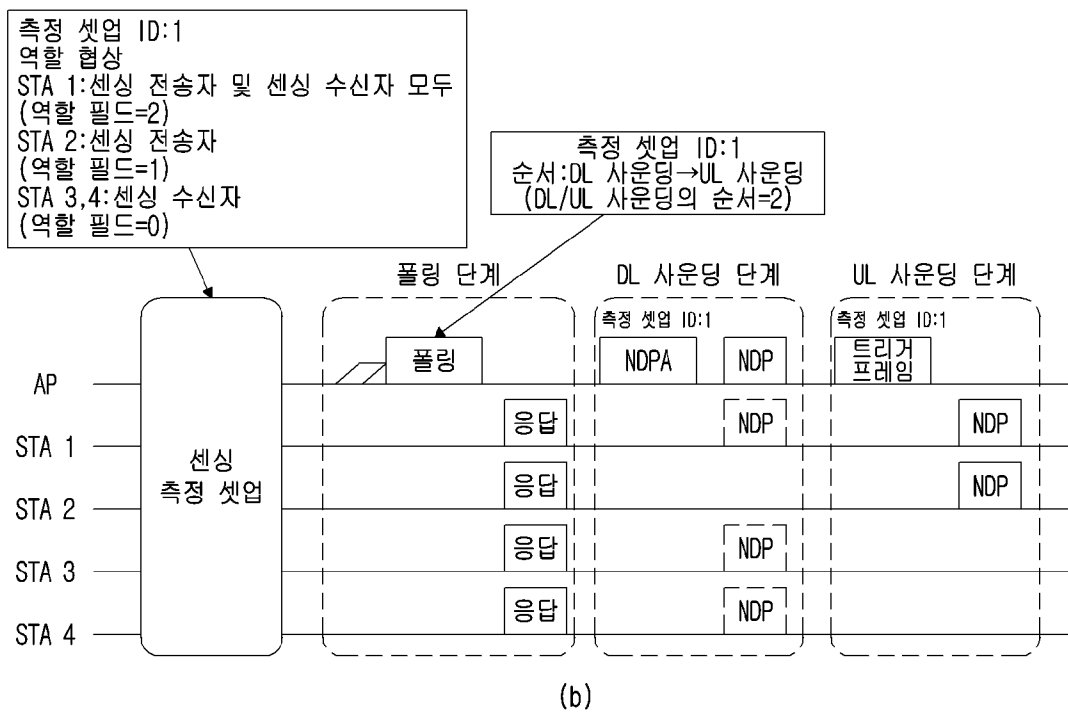 측정 셋업 ID:1
역할 협상
STA 1:센싱 전송자 및 센싱 수신자 모두
(역할 필드=2)
STA 2:센싱 전송자
(역할 필드=1)
STA 3,4:센싱 수신자
(역할 필드=0)
측정 셋업 ID:1
순서:DL 사운딩→UL 사운딩
(DL/UL 사운딩의 순서=2)
폴링 단계
DL 사운딩 단계
UL 사운딩 단계
측정 셋업 ID:1
측정 셋업 ID:1
폴링
NDPA
NDP
트리거
프레임
AP
응답
NDP
NDP
STA 1
센싱
측정 셋업
응답
NDP
STA 2
응답
NDP
STA 3
응답
NDP
STA 4
(b)